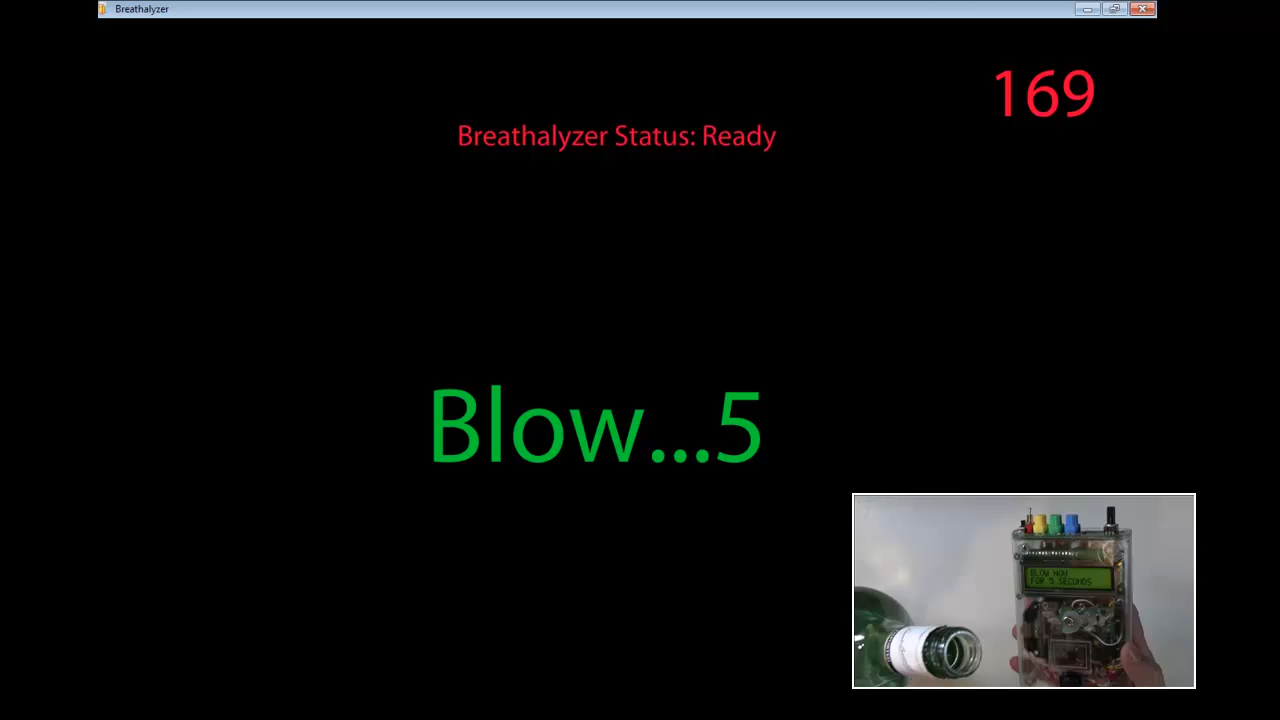 Breathalyzer
169
Breathalyzer Status: Ready
Blow...5
BLOW NOW
FOR 5 SECONDS